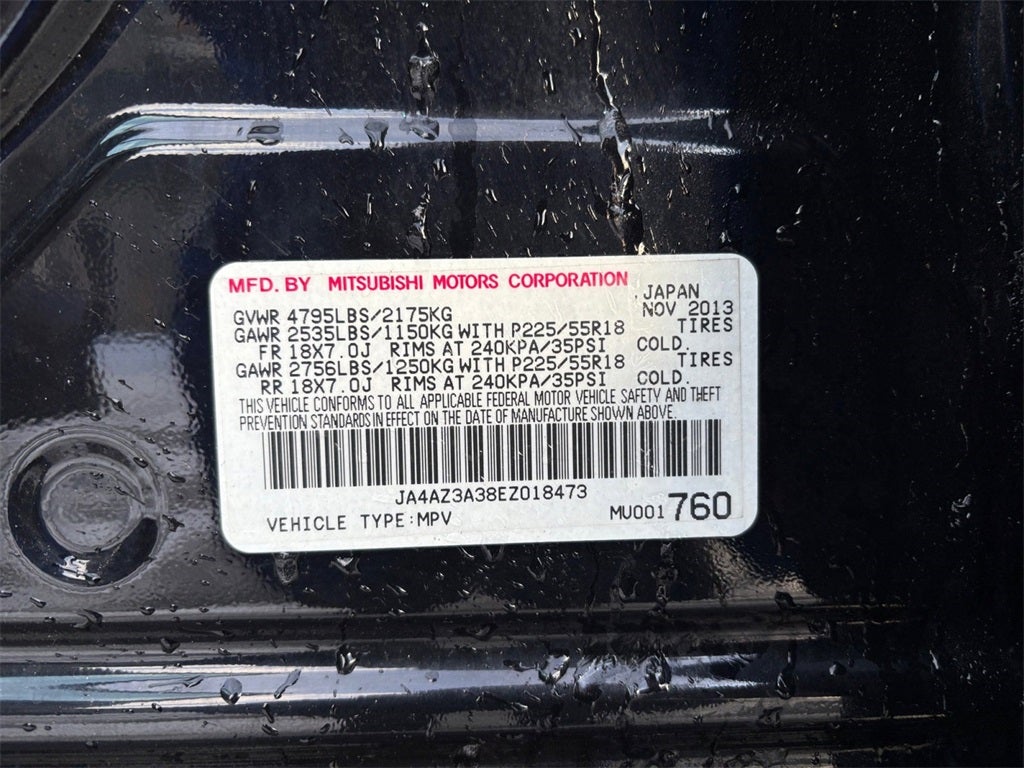 MFD. BY MITSUBISHI MOTORS CORPORATION
JAPAN
GVWR 4795LBS/2175KG NOV 2013
GAWR 2535LBS/1150KG WITH P225/55R18 TIRES
FR 18X7.0J RIMS AT 240KPA/35PSI COLD.
GAWR 2756LBS/1250KG WITH P225/55R18 TIRES
RR 18X7.0J RIMS AT 240KPA/35PSI COLD.
THIS VEHICLE CONFORMS TO ALL APPLICABLE FEDERAL MOTOR VEHICLE SAFETY AND THEFT
PREVENTION STANDARDS IN EFFECT ON THE DATE OF MANUFACTURE SHOWN ABOVE.
JA4AZ3A38EZ018473
VEHICLE TYPE:MPV MU001 760